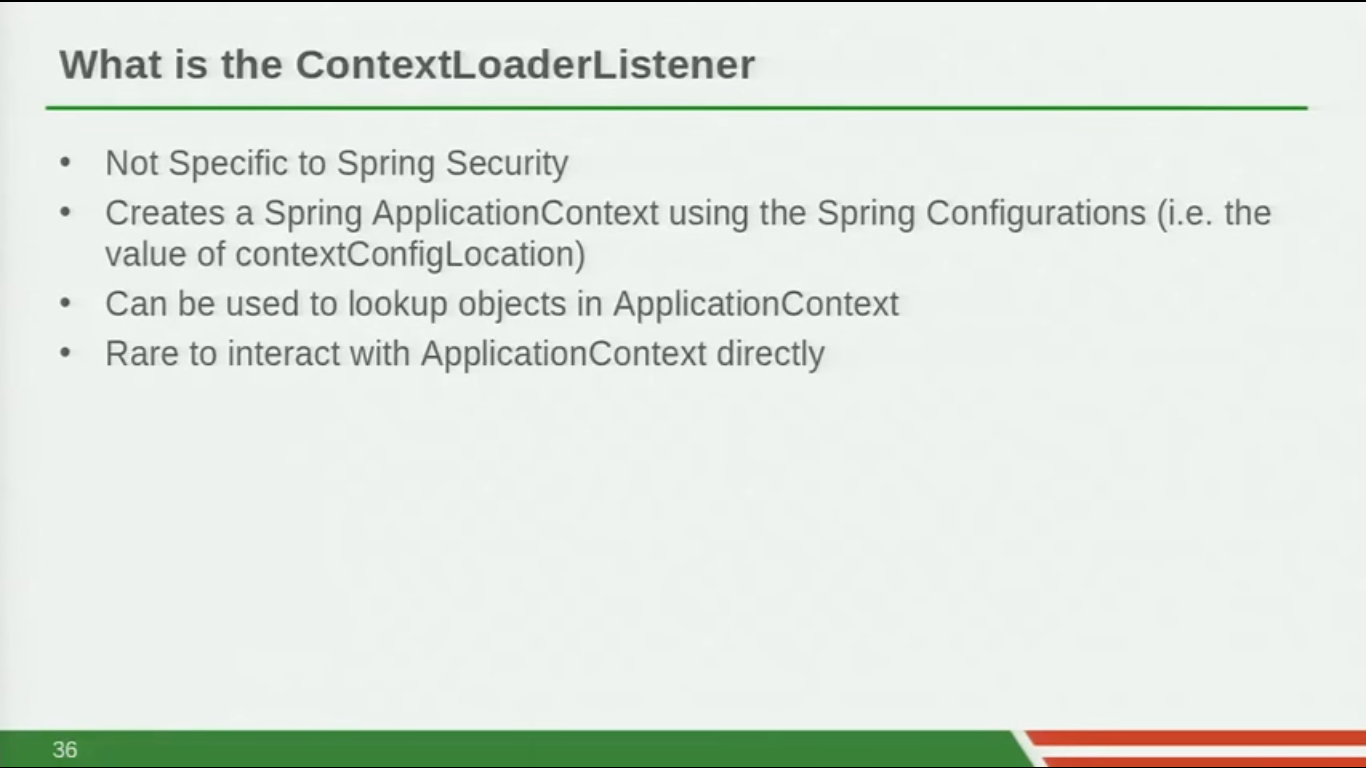 What is the ContextLoaderListener
• Not Specific to Spring Security
• Creates a Spring ApplicationContext using the Spring Configurations (i.e. the
value of contextConfigLocation)
• Can be used to lookup objects in ApplicationContext
• Rare to interact with ApplicationContext directly
36